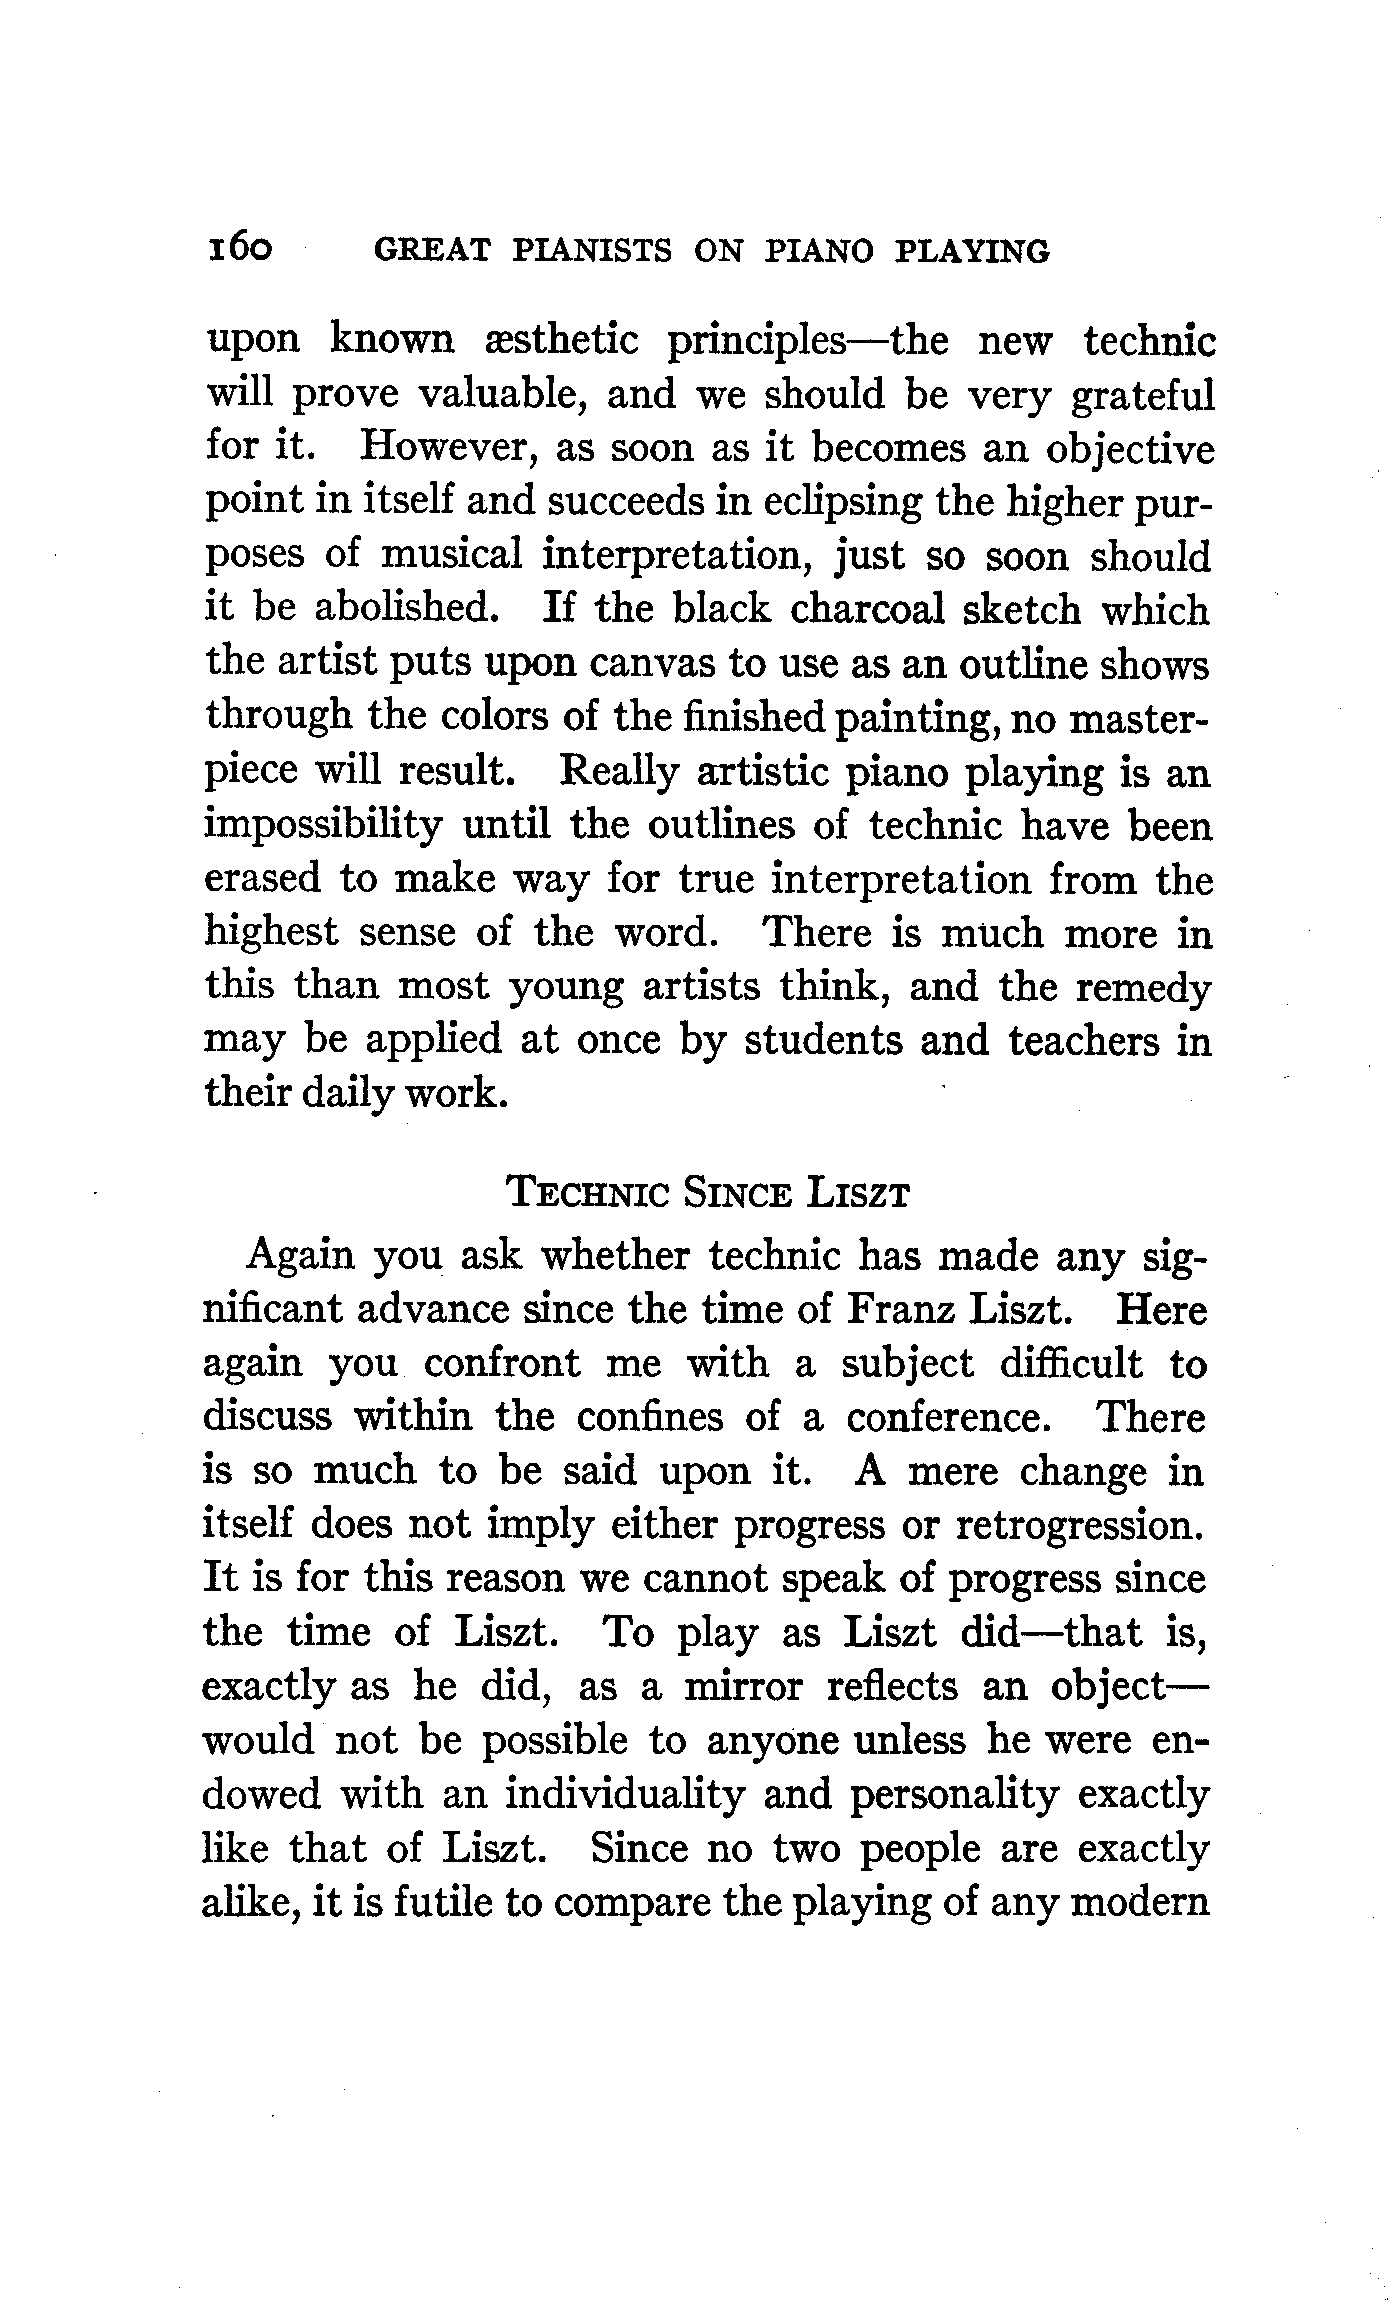 160 GREAT PIANISTS ON PIANO PLAYING
upon known æsthetic principles—the new technic
will prove valuable, and we should be very grateful
for it. However, as soon as it becomes an objective
point in itself and succeeds in eclipsing the higher pur-
poses of musical interpretation, just so soon should
it be abolished. If the black charcoal sketch which
the artist puts upon canvas to use as an outline shows
through the colors of the finished painting, no master-
piece will result. Really artistic piano playing is an
impossibility until the outlines of technic have been
erased to make way for true interpretation from the
highest sense of the word. There is much more in
this than most young artists think, and the remedy
may be applied at once by students and teachers in
their daily work.
TECHNIC SINCE LISZT
Again you ask whether technic has made any sig-
nificant advance since the time of Franz Liszt. Here
again you confront me with a subject difficult to
discuss within the confines of a conference. There
is so much to be said upon it. A mere change in
itself does not imply either progress or retrogression.
It is for this reason we cannot speak of progress since
the time of Liszt. To play as Liszt did—that is,
exactly as he did, as a mirror reflects an object—
would not be possible to anyone unless he were en-
dowed with an individuality and personality exactly
like that of Liszt. Since no two people are exactly
alike, it is futile to compare the playing of any modern